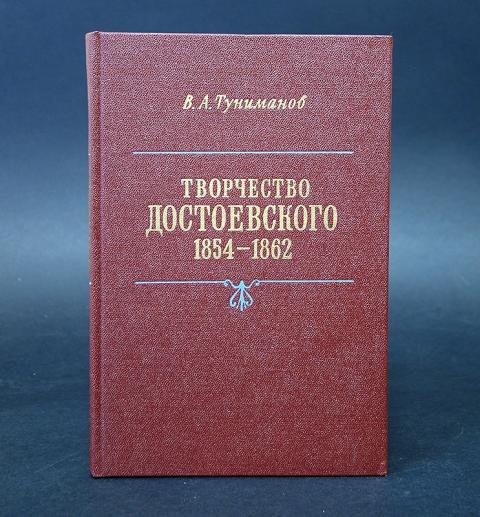 В. А. Туниманов
ТВОРЧЕСТВО
ДОСТОЕВСКОГО
1854—1862